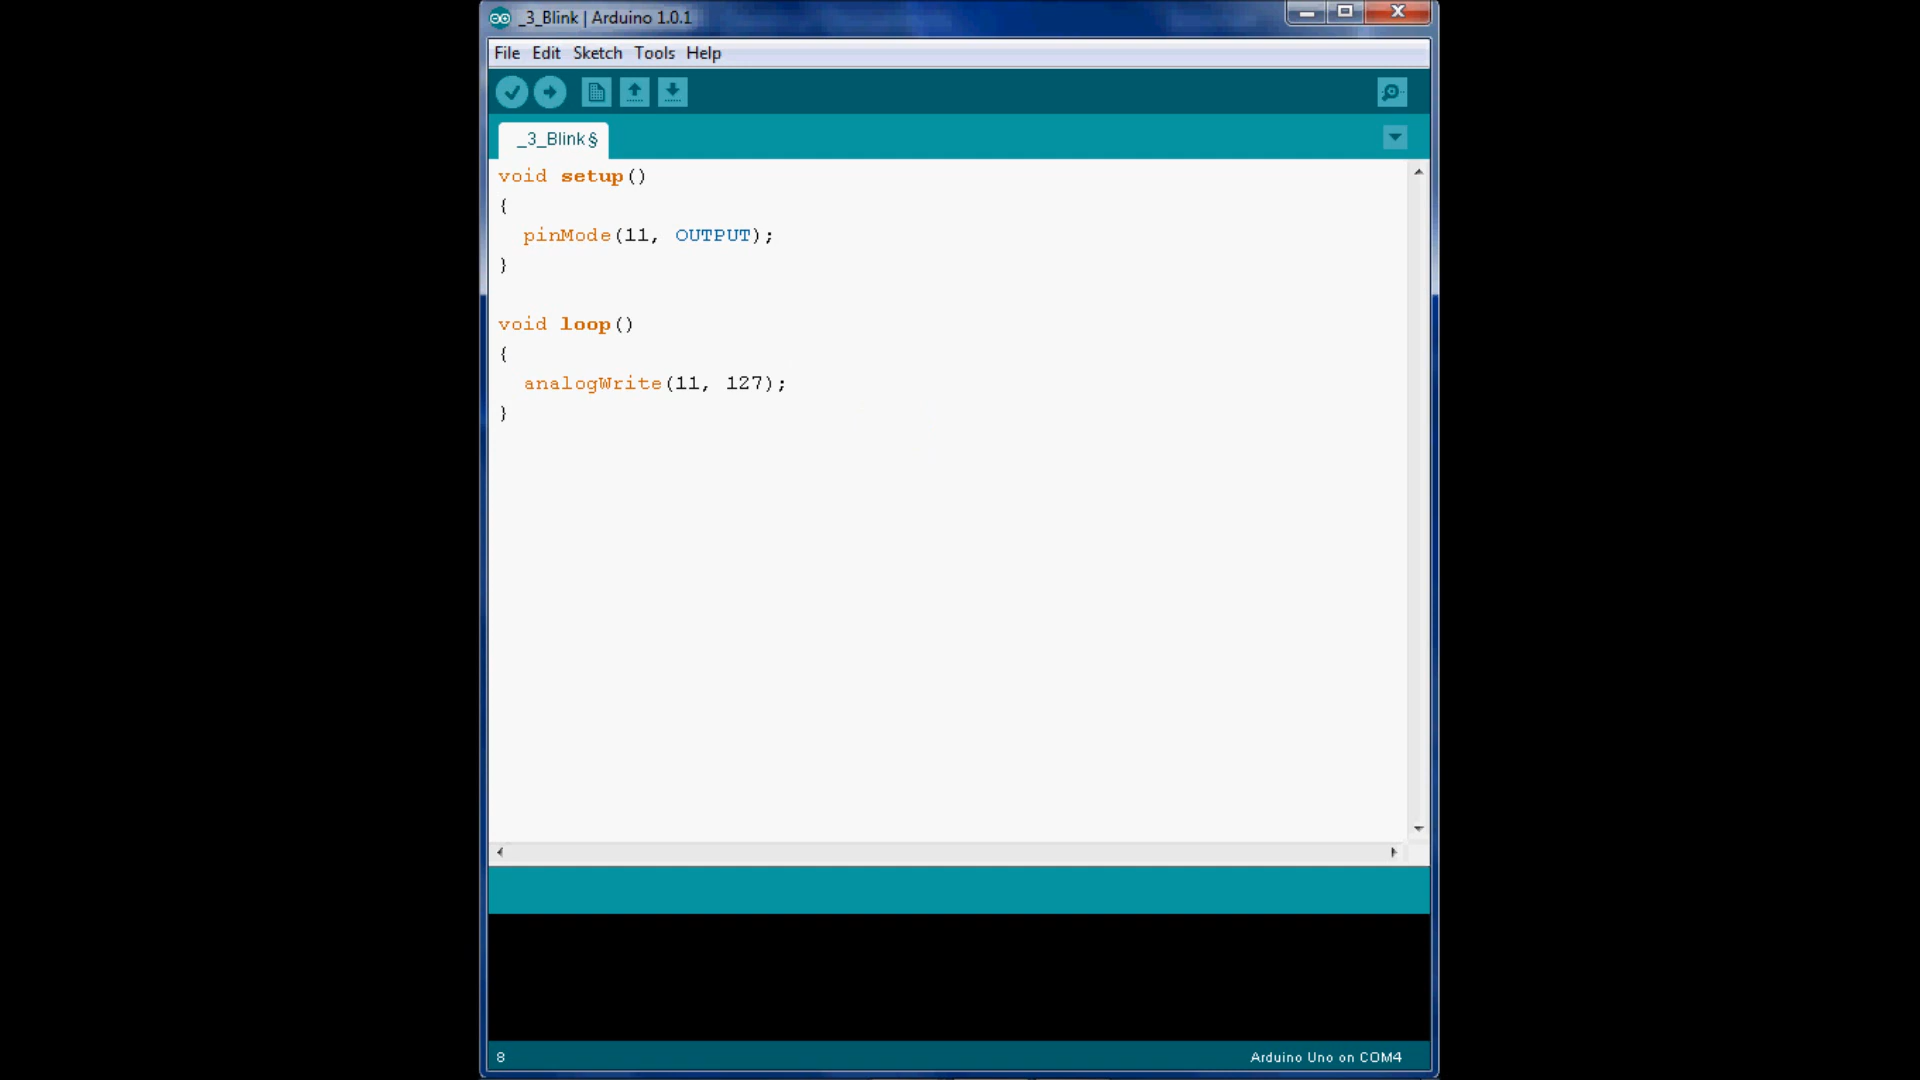 _3_Blink | Arduino 1.0.1
File Edit Sketch Tools Help
_3_Blink§
void setup()
{
  pinMode(11, OUTPUT);
}
void loop()
{
  analogWrite(11, 127);
}
8
Arduino Uno on COM4